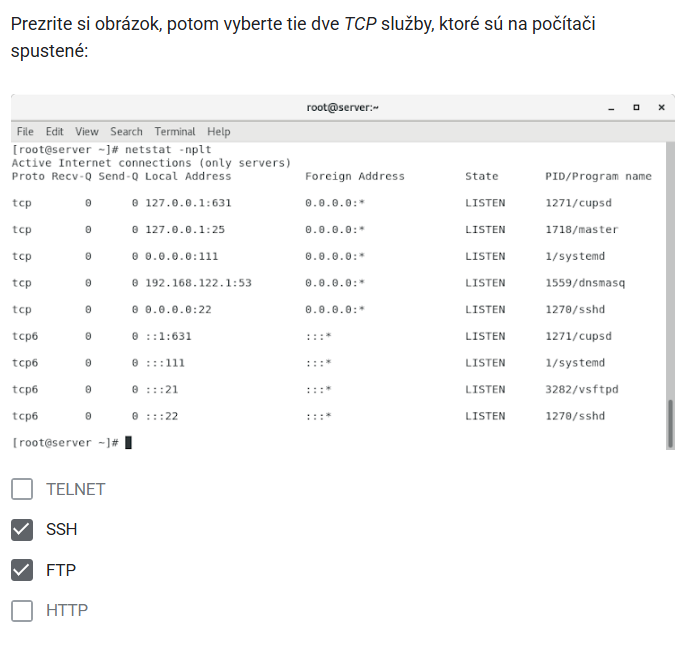 Prezrite si obrázok, potom vyberte tie dve TCP služby, ktoré sú na počítači
spustené:
root@server:~
File Edit View Search Terminal Help
[root@server ~]# netstat -nplt
Active Internet connections (only servers)
Proto Recv-Q Send-Q Local Address Foreign Address State PID/Program name
tcp 0 0 127.0.0.1:631 0.0.0.0:* LISTEN 1271/cupsd
tcp 0 0 127.0.0.1:25 0.0.0.0:* LISTEN 1718/master
tcp 0 0 0.0.0.0:111 0.0.0.0:* LISTEN 1/systemd
tcp 0 0 192.168.122.1:53 0.0.0.0:* LISTEN 1559/dnsmasq
tcp 0 0 0.0.0.0:22 0.0.0.0:* LISTEN 1270/sshd
tcp6 0 0 ::1:631 :::* LISTEN 1271/cupsd
tcp6 0 0 :::111 :::* LISTEN 1/systemd
tcp6 0 0 :::21 :::* LISTEN 3282/vsftpd
tcp6 0 0 :::22 :::* LISTEN 1270/sshd
[root@server ~]#
TELNET
SSH
FTP
HTTP